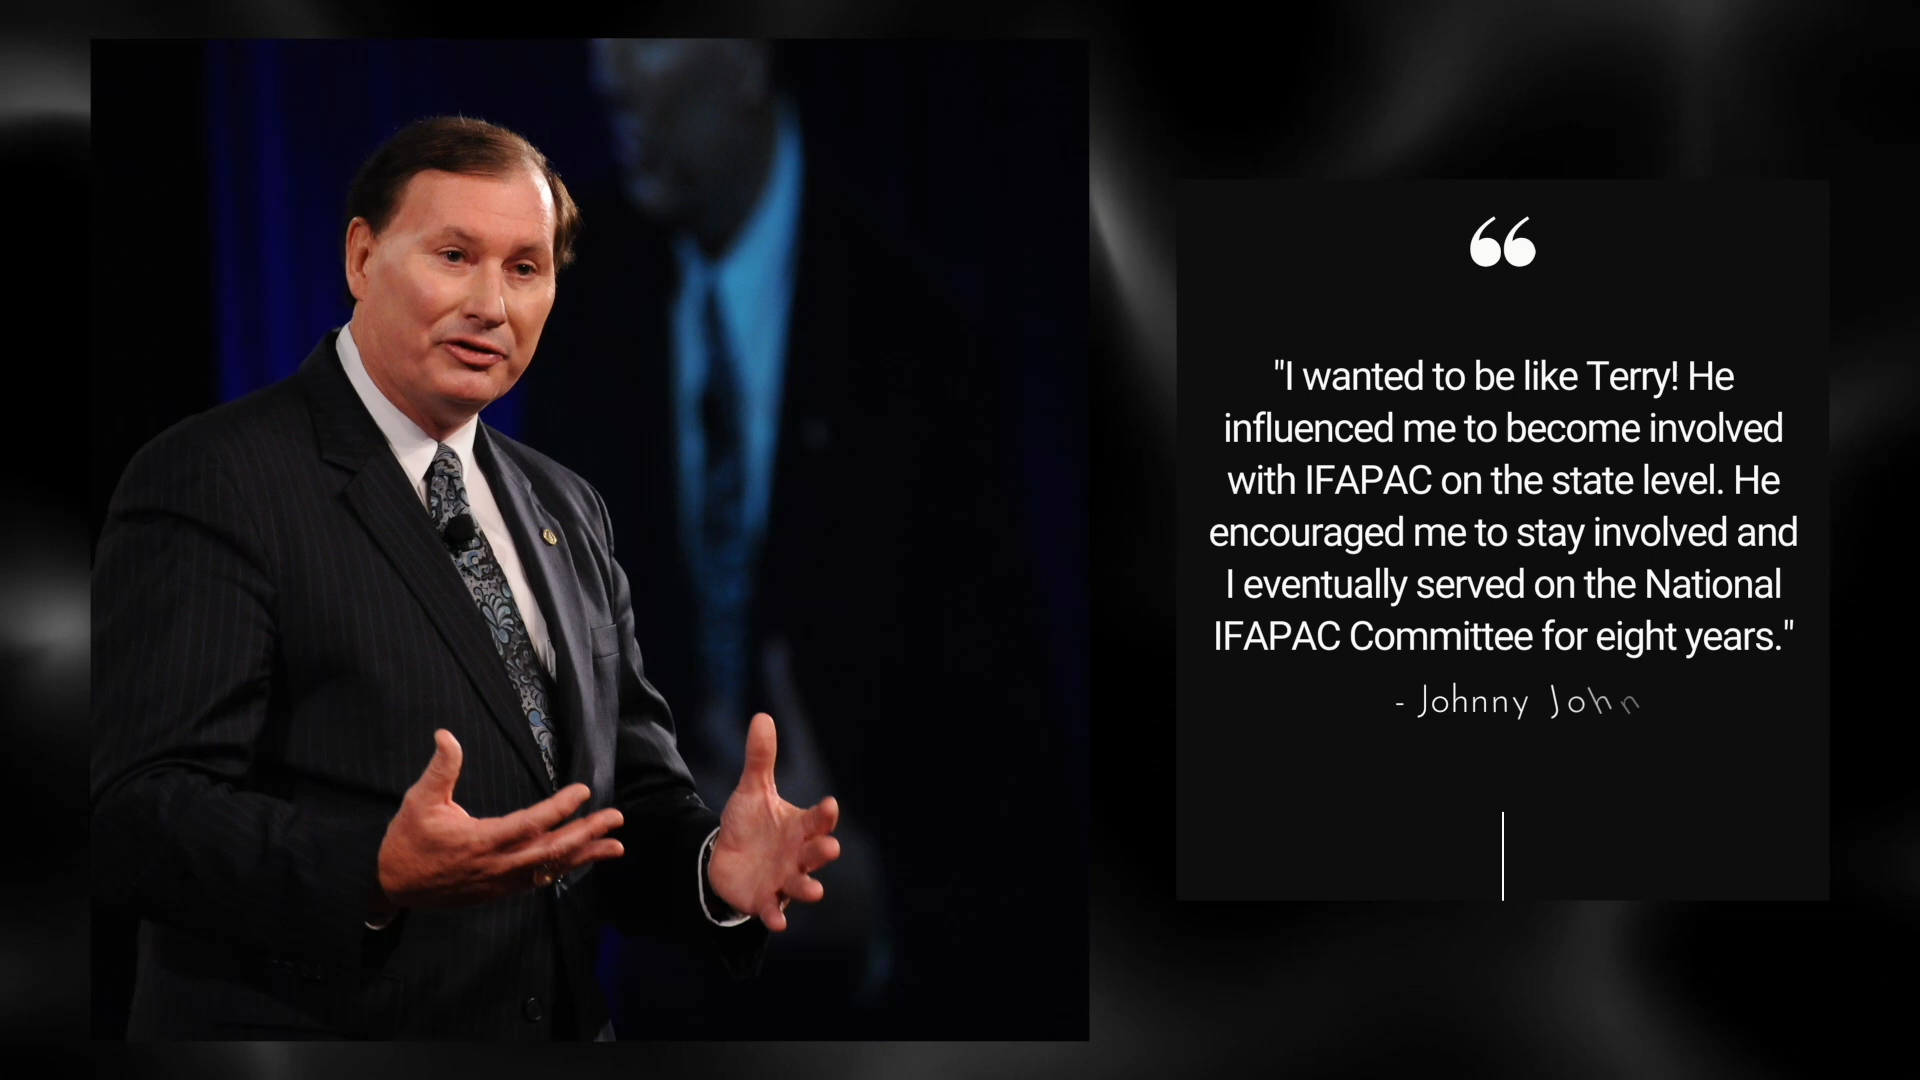 "I wanted to be like Terry! He
influenced me to become involved
with IFAPAC on the state level. He
encouraged me to stay involved and
I eventually served on the National
IFAPAC Committee for eight years."
- Johnny John